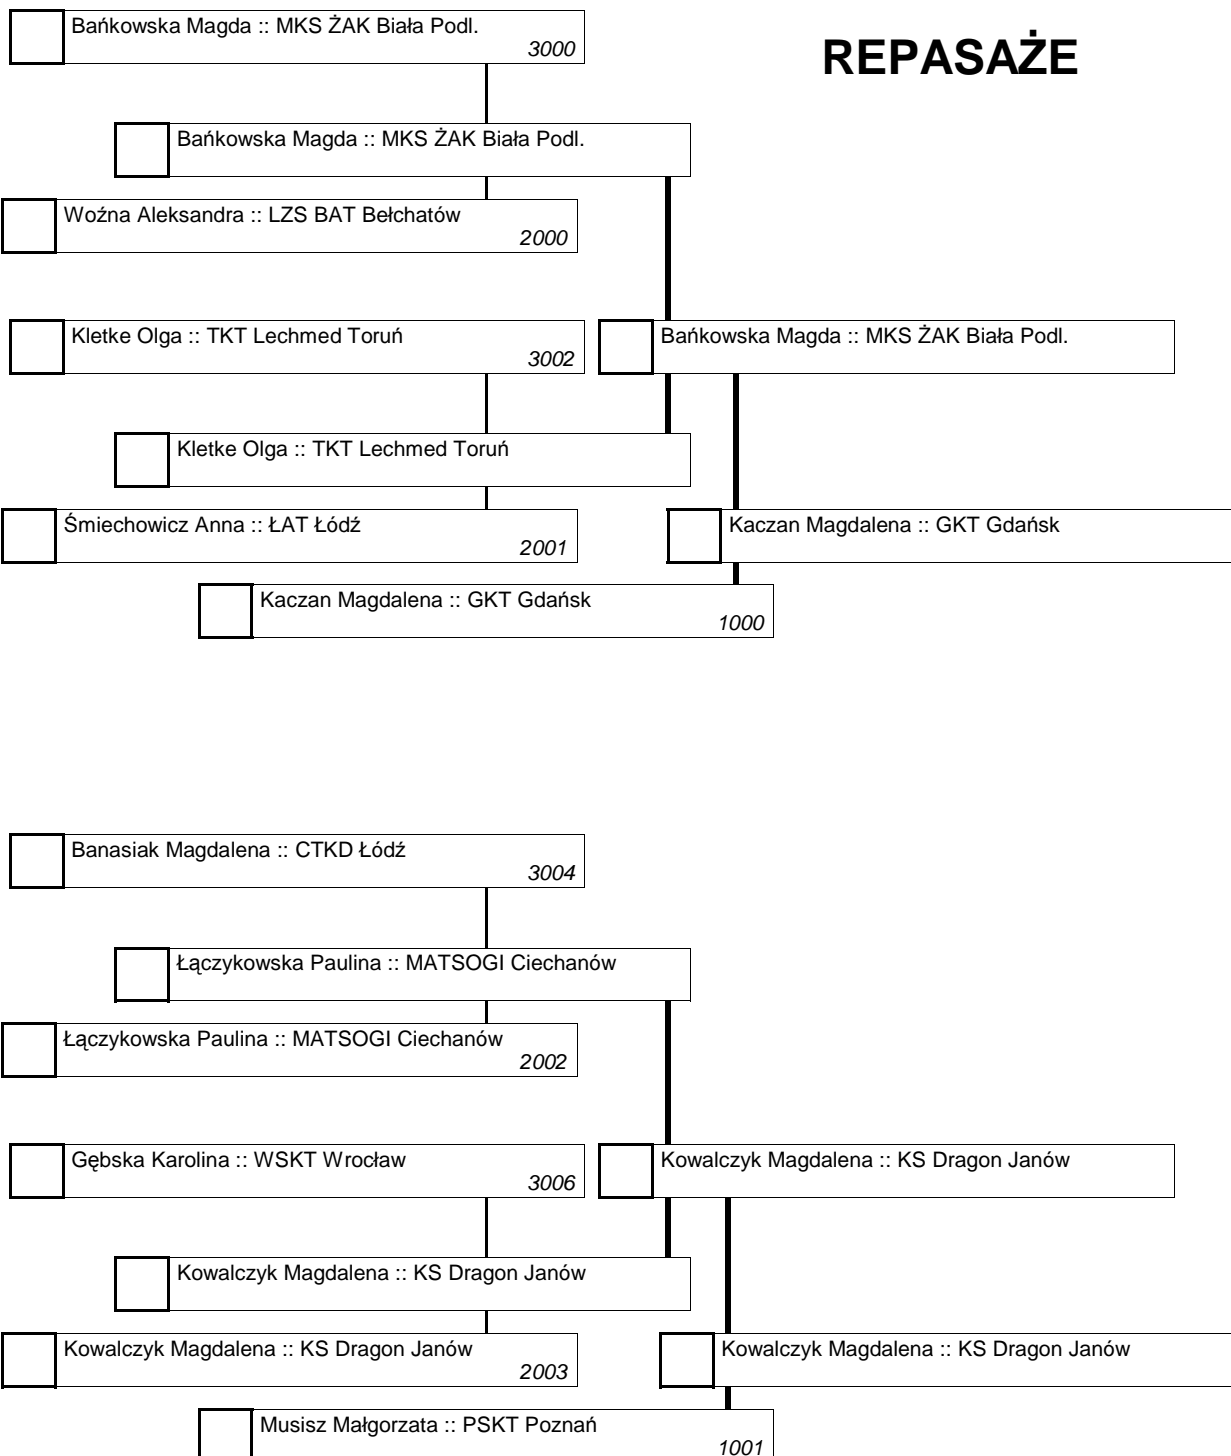 Bańkowska Magda :: MKS ŻAK Biała Podl.
3000
REPASAŻE
Bańkowska Magda :: MKS ŻAK Biała Podl.
Woźna Aleksandra :: LZS BAT Bełchatów
2000
Kletke Olga :: TKT Lechmed Toruń
3002
Bańkowska Magda :: MKS ŻAK Biała Podl.
Kletke Olga :: TKT Lechmed Toruń
Śmiechowicz Anna :: ŁAT Łódź
2001
Kaczan Magdalena :: GKT Gdańsk
Kaczan Magdalena :: GKT Gdańsk
1000
Banasiak Magdalena :: CTKD Łódź
3004
Łączykowska Paulina :: MATSOGI Ciechanów
Łączykowska Paulina :: MATSOGI Ciechanów
2002
Gębska Karolina :: WSKT Wrocław
3006
Kowalczyk Magdalena :: KS Dragon Janów
Kowalczyk Magdalena :: KS Dragon Janów
Kowalczyk Magdalena :: KS Dragon Janów
2003
Kowalczyk Magdalena :: KS Dragon Janów
Musisz Małgorzata :: PSKT Poznań
1001